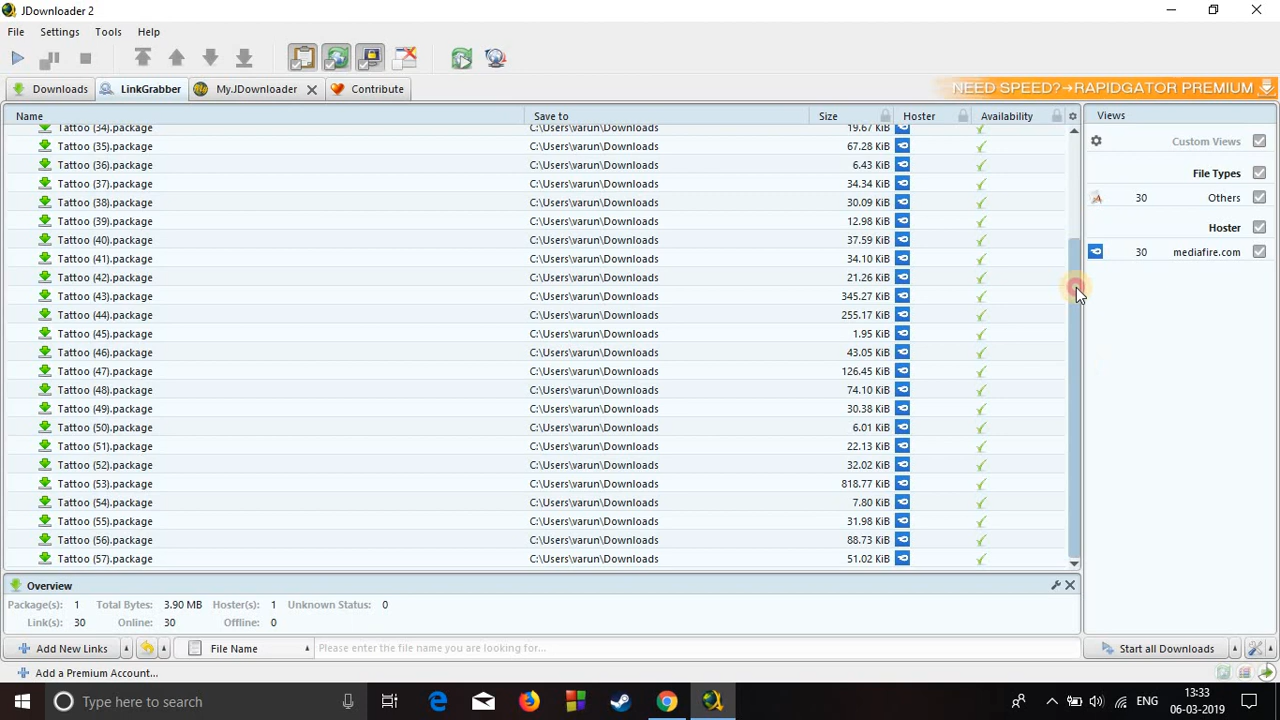 JDownloader 2
File Settings Tools Help
Downloads LinkGrabber My.JDownloader Contribute NEED SPEED?→RAPIDGATOR PREMIUM
Name Save to Size Hoster Availability Views
Tattoo (34).package C:\Users\varun\Downloads 19.67 KiB
Tattoo (35).package C:\Users\varun\Downloads 67.28 KiB Custom Views
Tattoo (36).package C:\Users\varun\Downloads 6.43 KiB File Types
Tattoo (37).package C:\Users\varun\Downloads 34.34 KiB
Tattoo (38).package C:\Users\varun\Downloads 30.09 KiB 30 Others
Tattoo (39).package C:\Users\varun\Downloads 12.98 KiB Hoster
Tattoo (40).package C:\Users\varun\Downloads 37.59 KiB
Tattoo (41).package C:\Users\varun\Downloads 34.10 KiB 30 mediafire.com
Tattoo (42).package C:\Users\varun\Downloads 21.26 KiB
Tattoo (43).package C:\Users\varun\Downloads 345.27 KiB
Tattoo (44).package C:\Users\varun\Downloads 255.17 KiB
Tattoo (45).package C:\Users\varun\Downloads 1.95 KiB
Tattoo (46).package C:\Users\varun\Downloads 43.05 KiB
Tattoo (47).package C:\Users\varun\Downloads 126.45 KiB
Tattoo (48).package C:\Users\varun\Downloads 74.10 KiB
Tattoo (49).package C:\Users\varun\Downloads 30.38 KiB
Tattoo (50).package C:\Users\varun\Downloads 6.01 KiB
Tattoo (51).package C:\Users\varun\Downloads 22.13 KiB
Tattoo (52).package C:\Users\varun\Downloads 32.02 KiB
Tattoo (53).package C:\Users\varun\Downloads 818.77 KiB
Tattoo (54).package C:\Users\varun\Downloads 7.80 KiB
Tattoo (55).package C:\Users\varun\Downloads 31.98 KiB
Tattoo (56).package C:\Users\varun\Downloads 88.73 KiB
Tattoo (57).package C:\Users\varun\Downloads 51.02 KiB
Overview
Package(s): 1 Total Bytes: 3.90 MB Hoster(s): 1 Unknown Status: 0
Link(s): 30 Online: 30 Offline: 0
Add New Links File Name Please enter the file name you are looking for... Start all Downloads
Add a Premium Account...
Type here to search ENG 13:33
06-03-2019